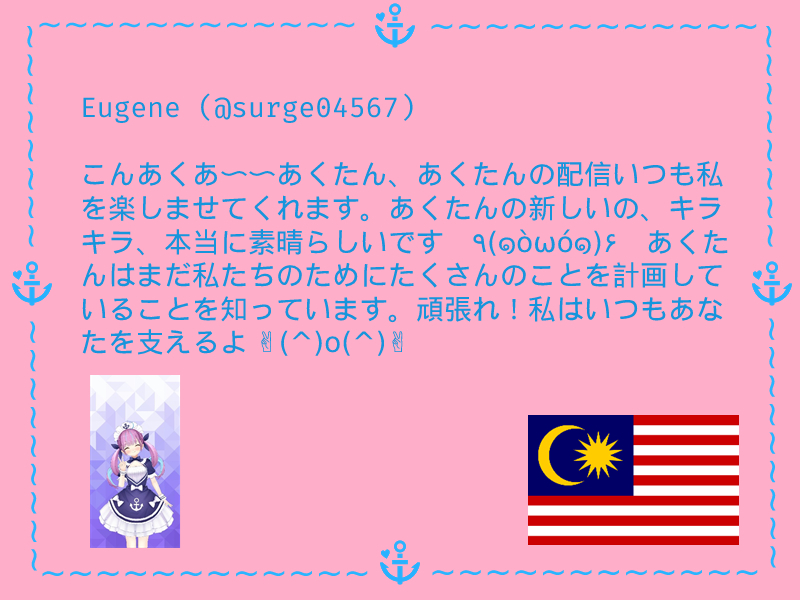 Eugene (@surge04567)
こんあくあ〜〜あくたん、あくたんの配信いつも私
を楽しませてくれます。あくたんの新しいの、キラ
キラ、本当に素晴らしいです　٩(๑òωó๑)۶　あくた
んはまだ私たちのためにたくさんのことを計画して
いることを知っています。頑張れ！私はいつもあな
たを支えるよ ✌(^)o(^)✌